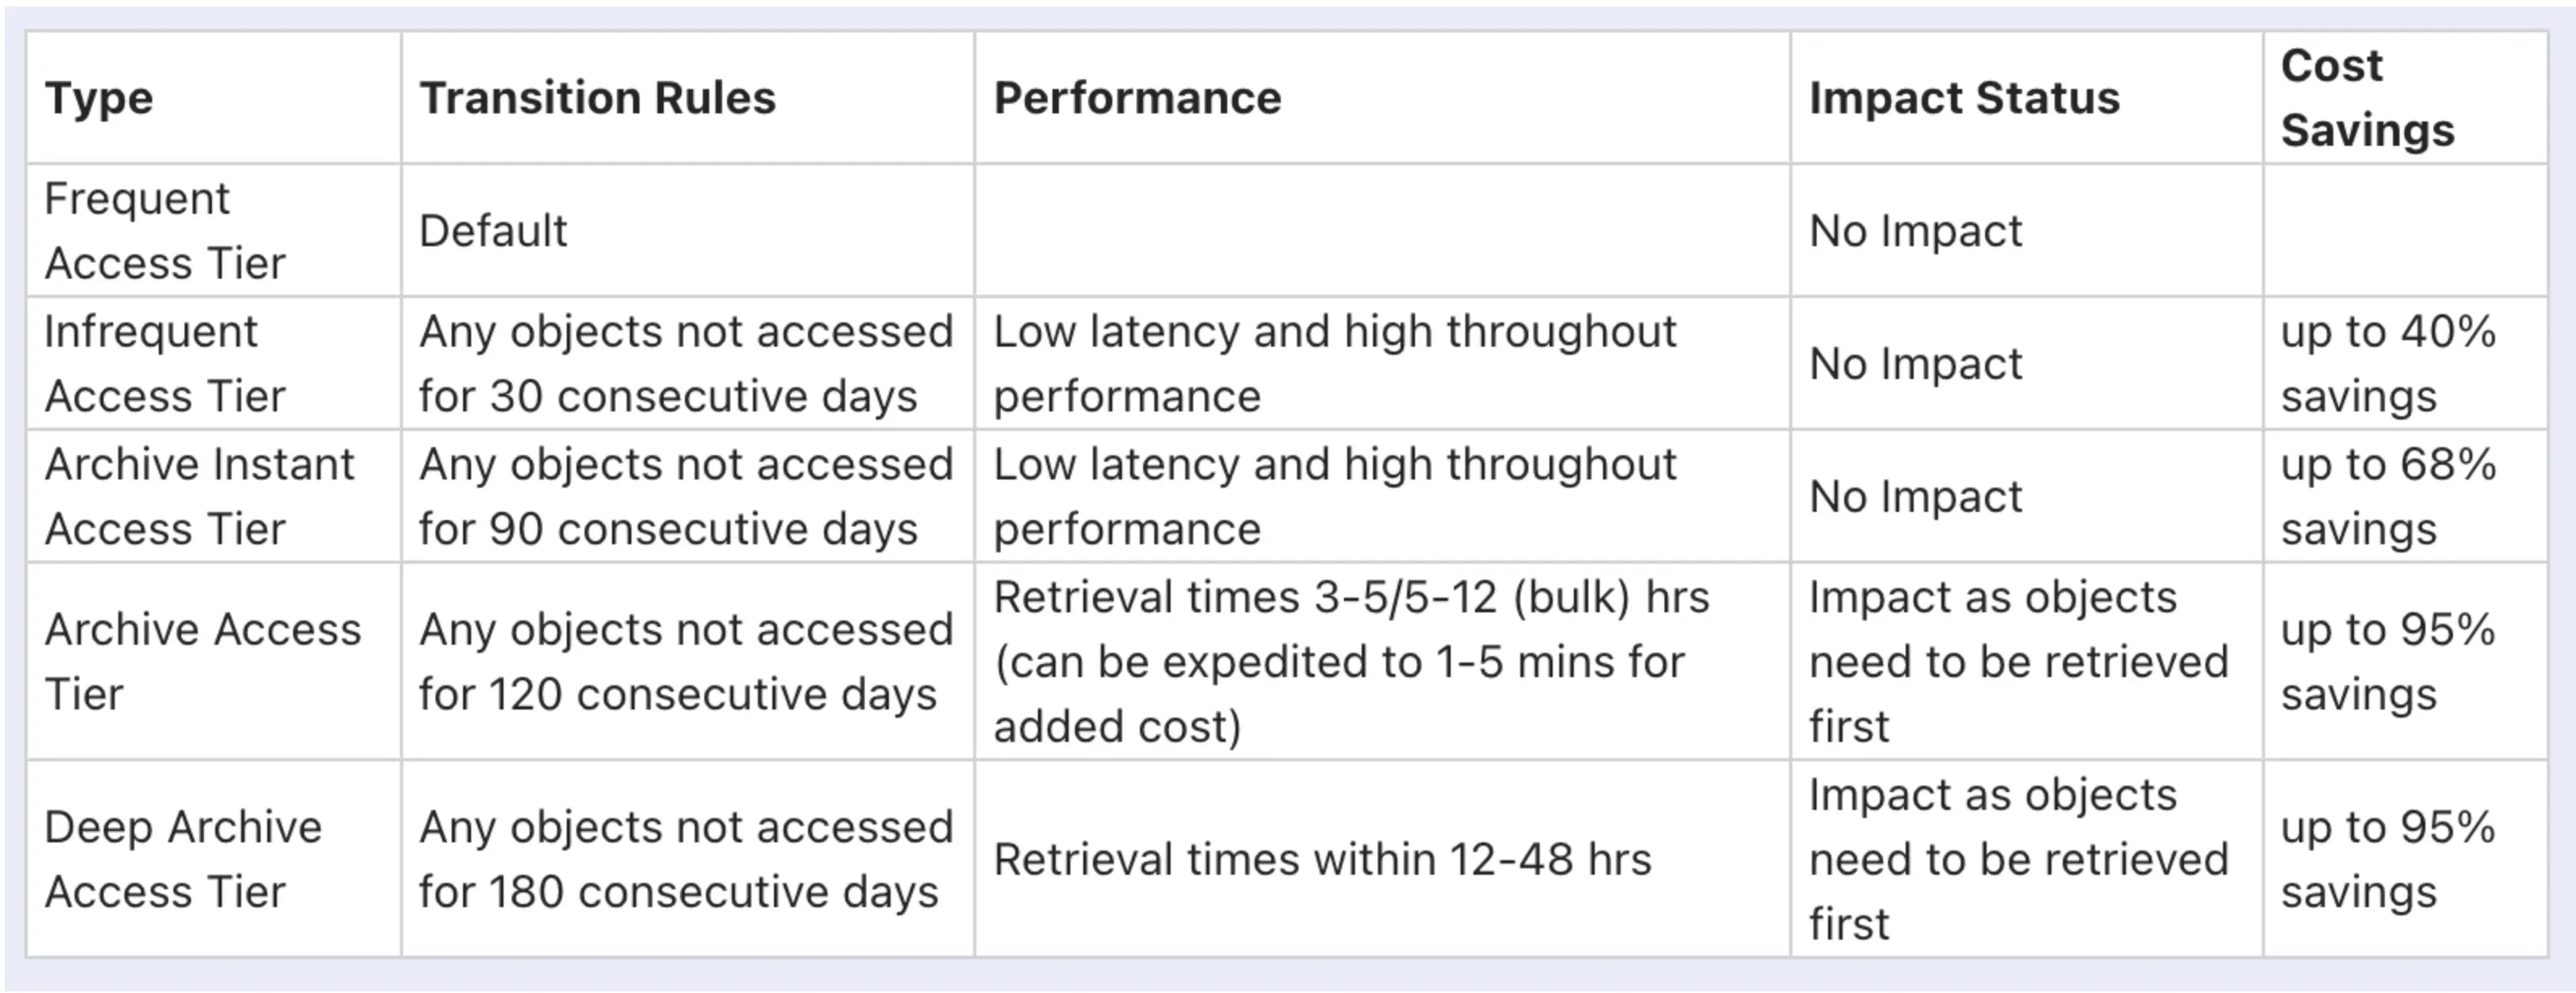 Type
Transition Rules
Performance
Impact Status
Cost
Savings
Frequent
Access Tier
Default
No Impact
Infrequent
Access Tier
Any objects not accessed
for 30 consecutive days
Low latency and high throughout
performance
No Impact
up to 40%
savings
Archive Instant
Access Tier
Any objects not accessed
for 90 consecutive days
Low latency and high throughout
performance
No Impact
up to 68%
savings
Archive Access
Tier
Any objects not accessed
for 120 consecutive days
Retrieval times 3-5/5-12 (bulk) hrs
(can be expedited to 1-5 mins for
added cost)
Impact as objects
need to be retrieved
first
up to 95%
savings
Deep Archive
Access Tier
Any objects not accessed
for 180 consecutive days
Retrieval times within 12-48 hrs
Impact as objects
need to be retrieved
first
up to 95%
savings